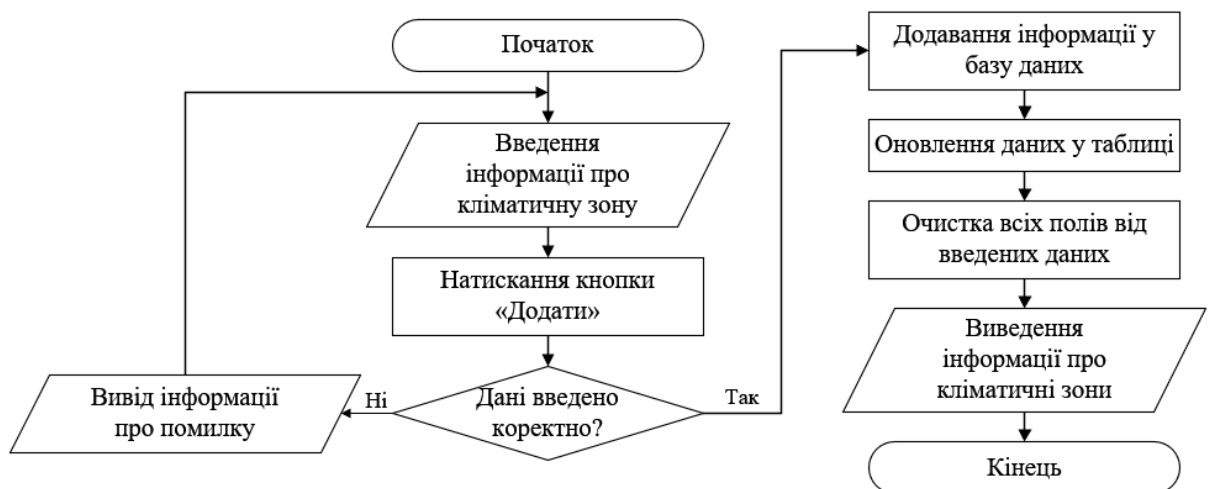 Початок
Введення
інформації про
кліматичну зону
Натискання кнопки
«Додати»
Дані введено
коректно?
Ні
Вивід інформації
про помилку
Так
Додавання інформації у
базу даних
Оновлення даних у таблиці
Очистка всіх полів від
введених даних
Виведення
інформації про
кліматичні зони
Кінець